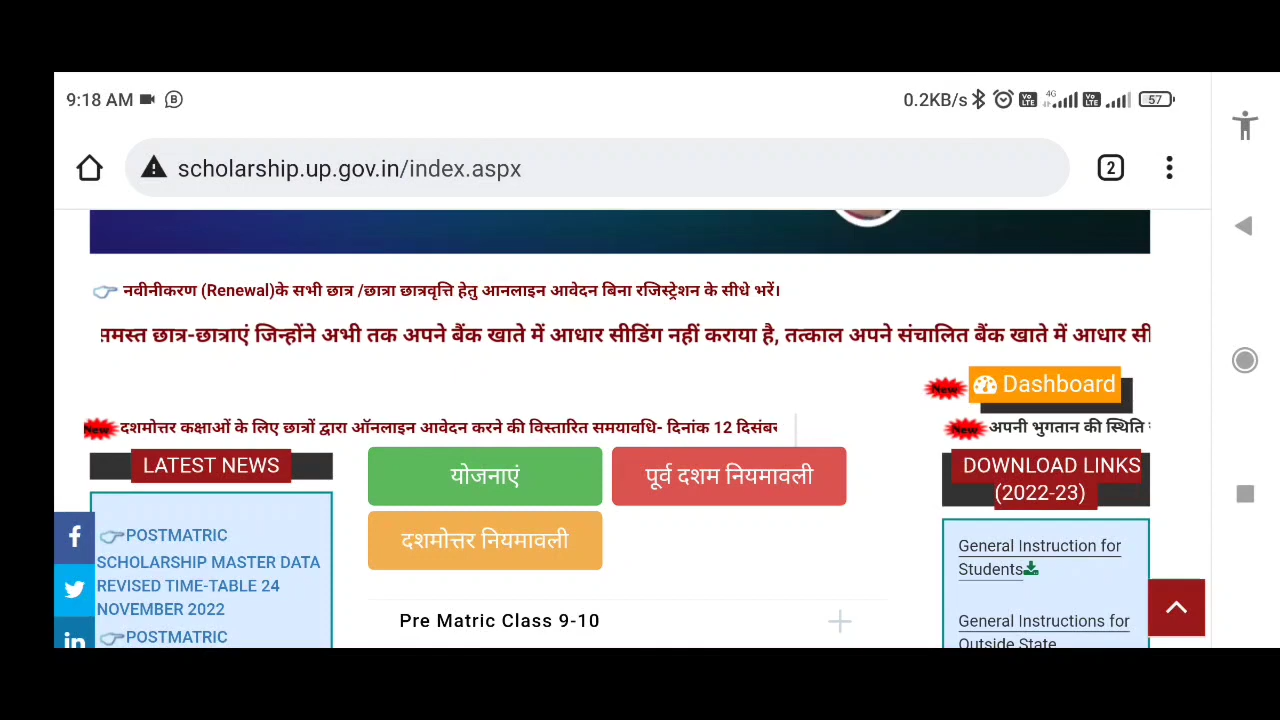 9:18 AM
0.2KB/s 4G 57
scholarship.up.gov.in/index.aspx
2
नवीनीकरण (Renewal)के सभी छात्र /छात्रा छात्रवृत्ति हेतु आनलाइन आवेदन बिना रजिस्ट्रेशन के सीधे भरें।
समस्त छात्र-छात्राएं जिन्होंने अभी तक अपने बैंक खाते में आधार सीडिंग नहीं कराया है, तत्काल अपने संचालित बैंक खाते में आधार सी
New Dashboard
New दशमोत्तर कक्षाओं के लिए छात्रों द्वारा ऑनलाइन आवेदन करने की विस्तारित समयावधि- दिनांक 12 दिसंबर
New अपनी भुगतान की स्थिति
LATEST NEWS
योजनाएं
पूर्व दशम नियमावली
दशमोत्तर नियमावली
DOWNLOAD LINKS
(2022-23)
POSTMATRIC
SCHOLARSHIP MASTER DATA
REVISED TIME-TABLE 24
NOVEMBER 2022
POSTMATRIC
Pre Matric Class 9-10
General Instruction for
Students
General Instructions for
Outside State